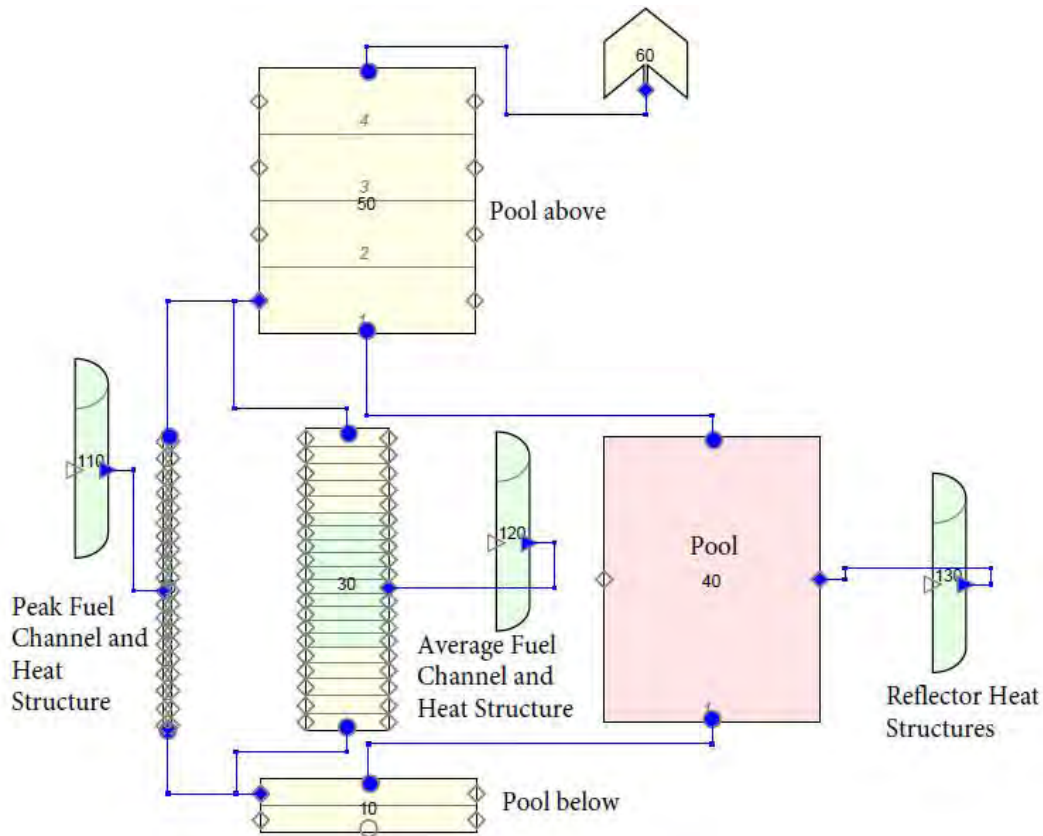 60
4
3
50
Pool above
2
1
110
120
Pool
30
40
130
Peak Fuel
Channel and
Heat
Structure
Average Fuel
Channel and
Heat Structure
Reflector Heat
Structures
10
Pool below